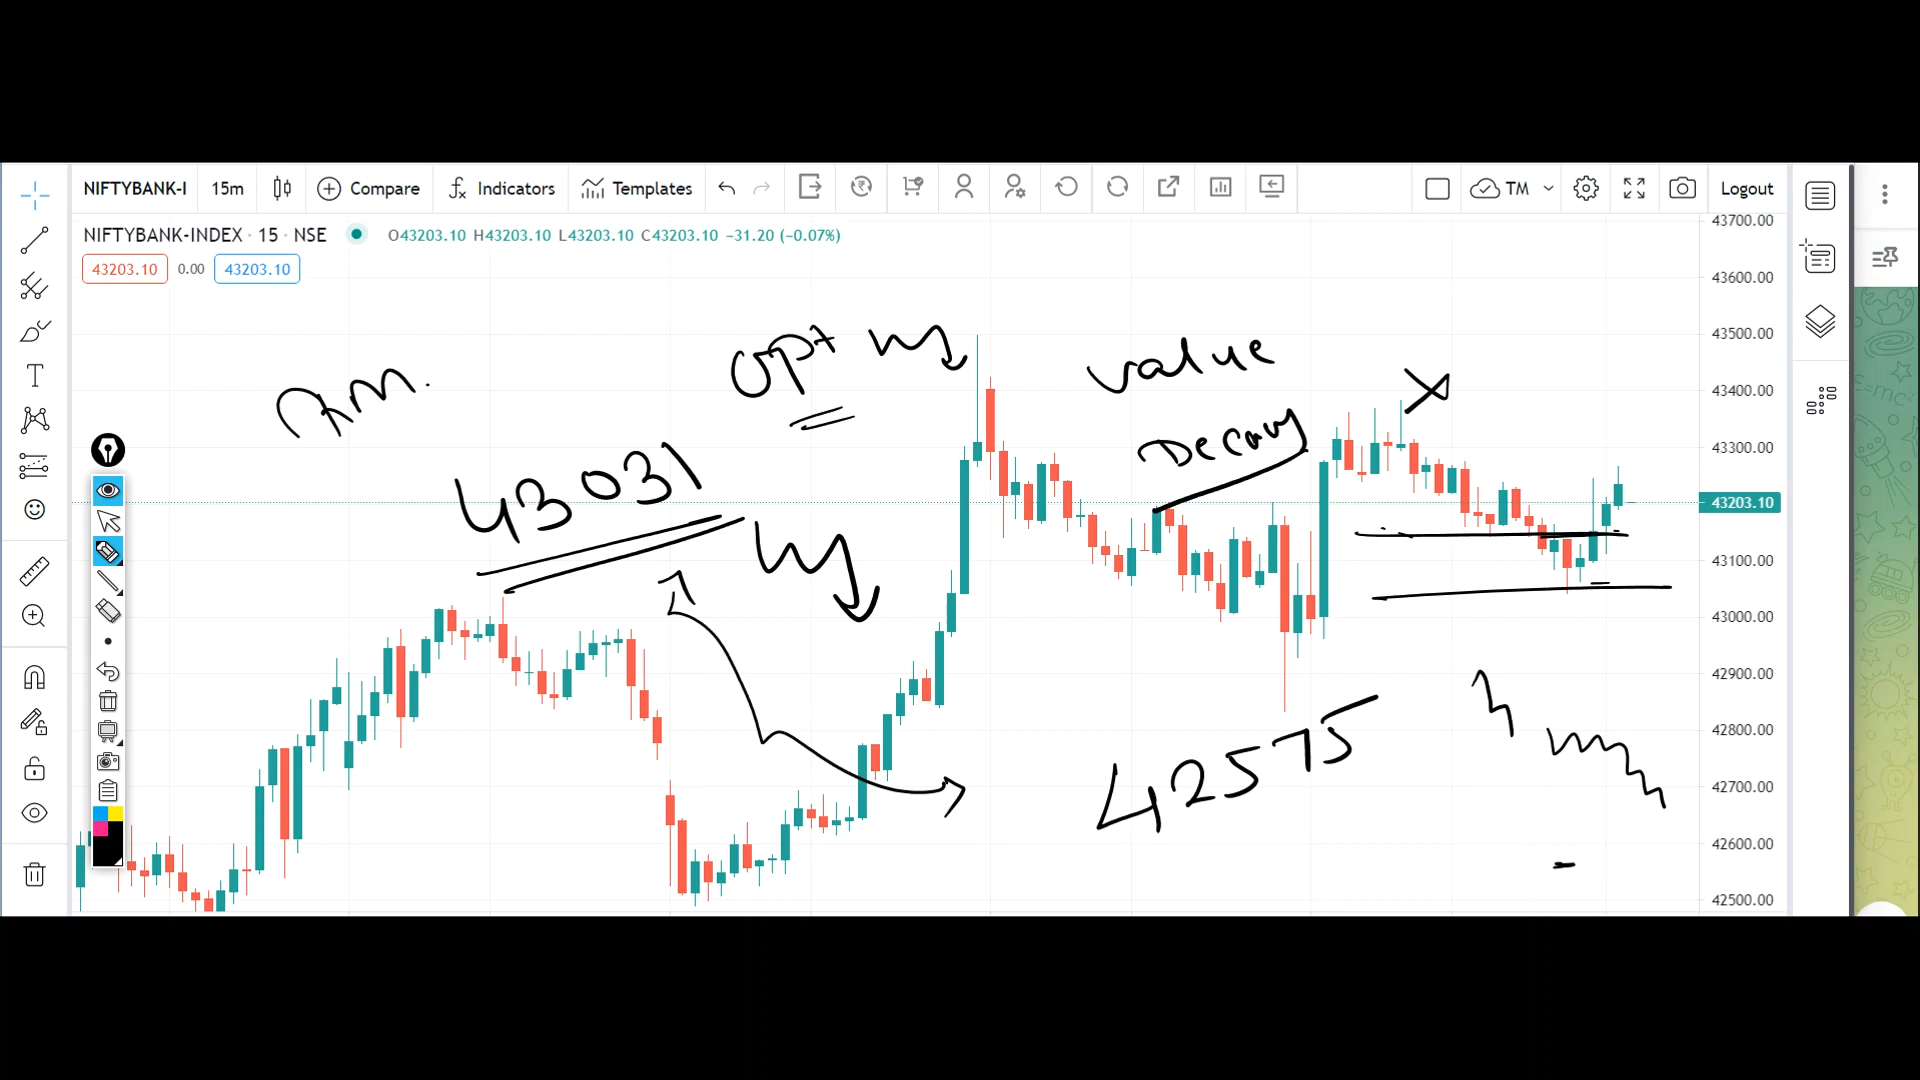 NIFTYBANK-I 15m Compare Indicators Templates TM Logout
NIFTYBANK-INDEX · 15 · NSE O43203.10 H43203.10 L43203.10 C43203.10 −31.20 (−0.07%)
43203.10 0.00 43203.10
43700.00
43600.00
43500.00
43400.00
43300.00
43203.10
43100.00
43000.00
42900.00
42800.00
42700.00
42600.00
42500.00
opt
value
Decay
43031
42575